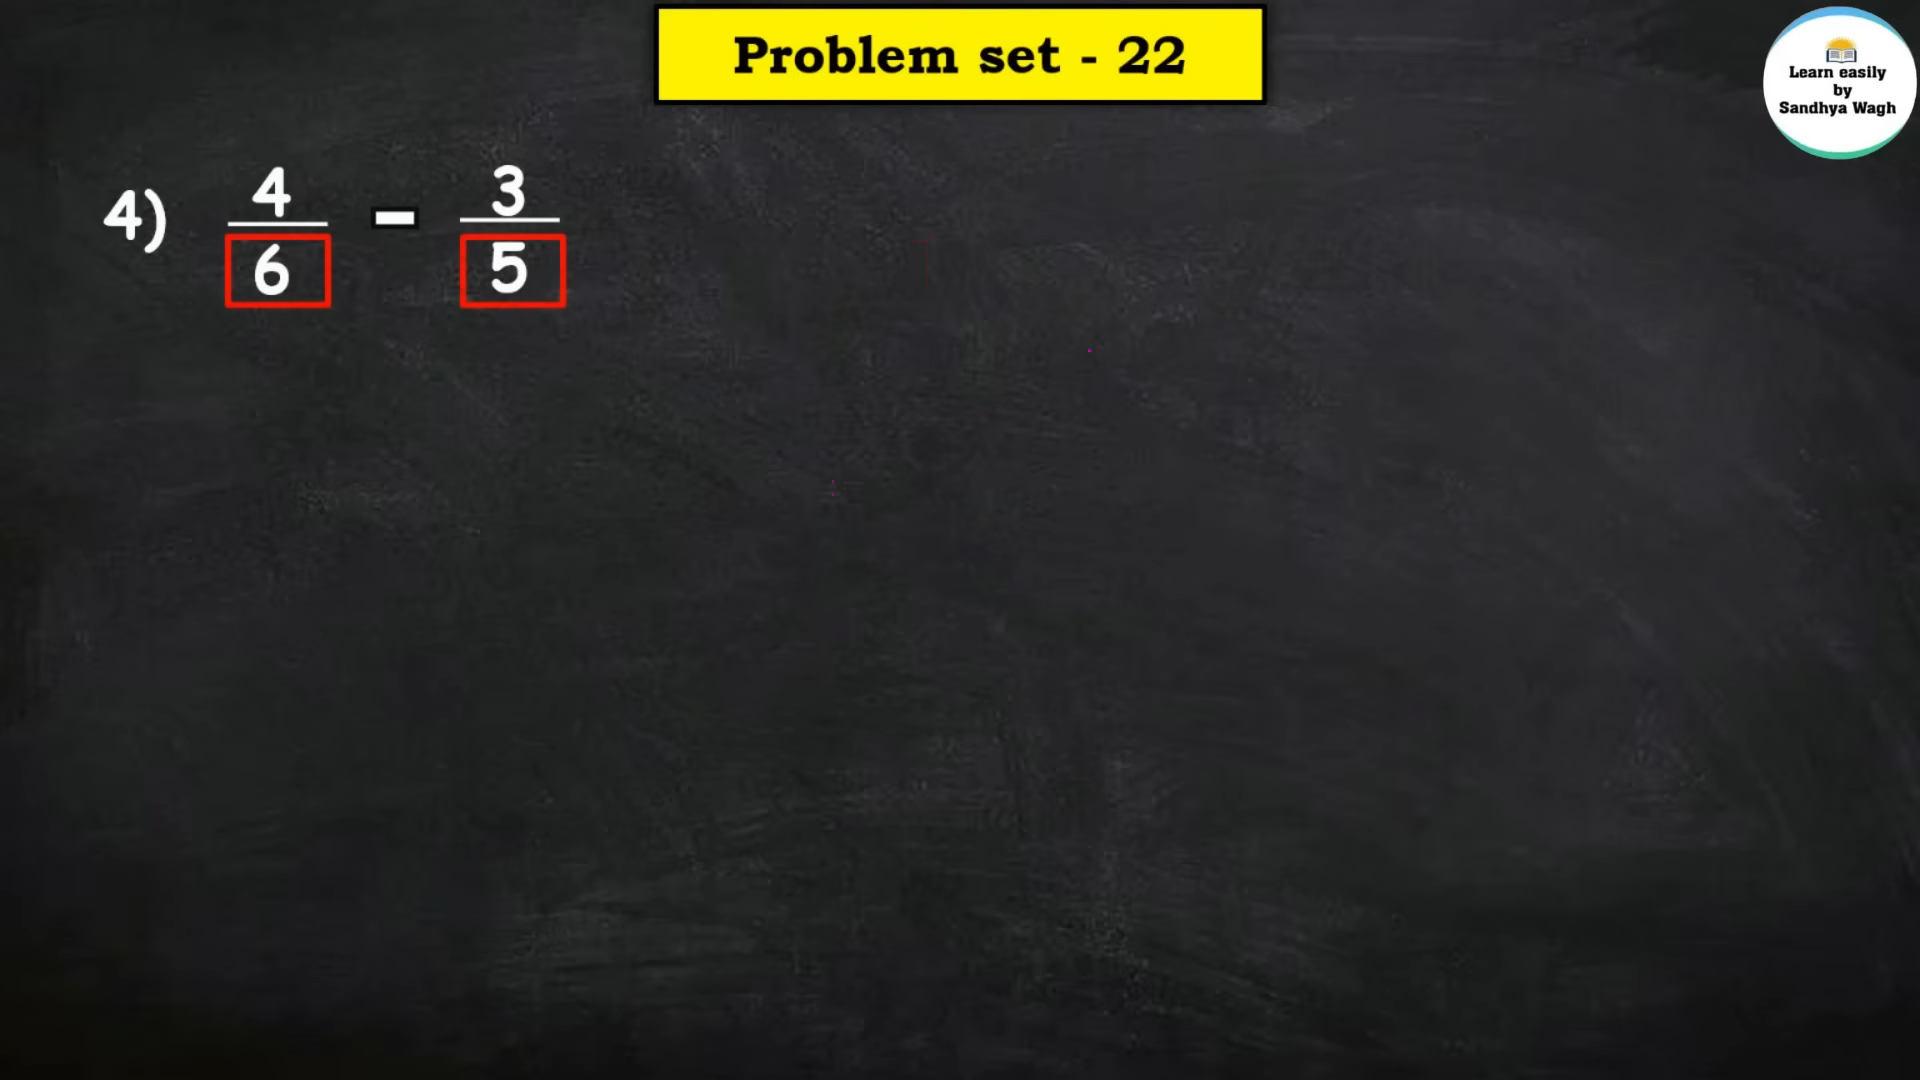 Problem set - 22
Learn easily
by
Sandhya Wagh
4) 4/6 - 3/5